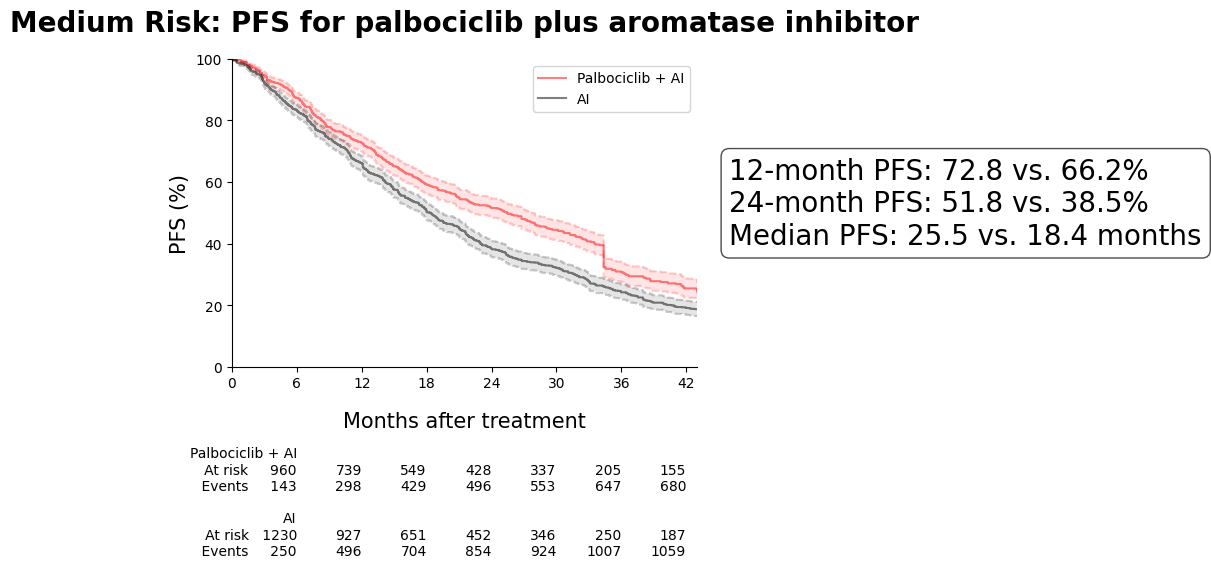 Medium Risk: PFS for palbociclib plus aromatase inhibitor
100
80
60
40
20
0
PFS (%)
Palbociclib + AI
AI
12-month PFS: 72.8 vs. 66.2%
24-month PFS: 51.8 vs. 38.5%
Median PFS: 25.5 vs. 18.4 months
0 6 12 18 24 30 36 42
Months after treatment
Palbociclib + AI
At risk 960 739 549 428 337 205 155
Events 143 298 429 496 553 647 680
AI
At risk 1230 927 651 452 346 250 187
Events 250 496 704 854 924 1007 1059